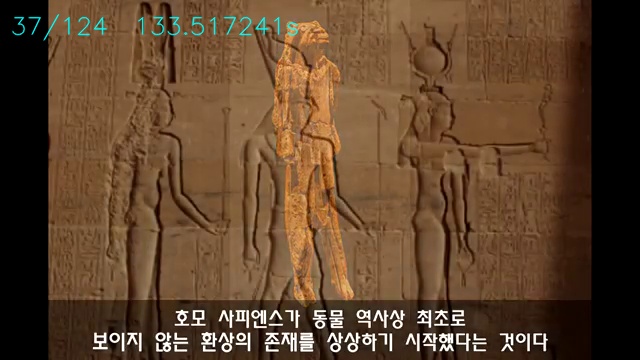 37/124 133.517241s
호모 사피엔스가 동물 역사상 최초로
보이지 않는 환상의 존재를 상상하기 시작했다는 것이다